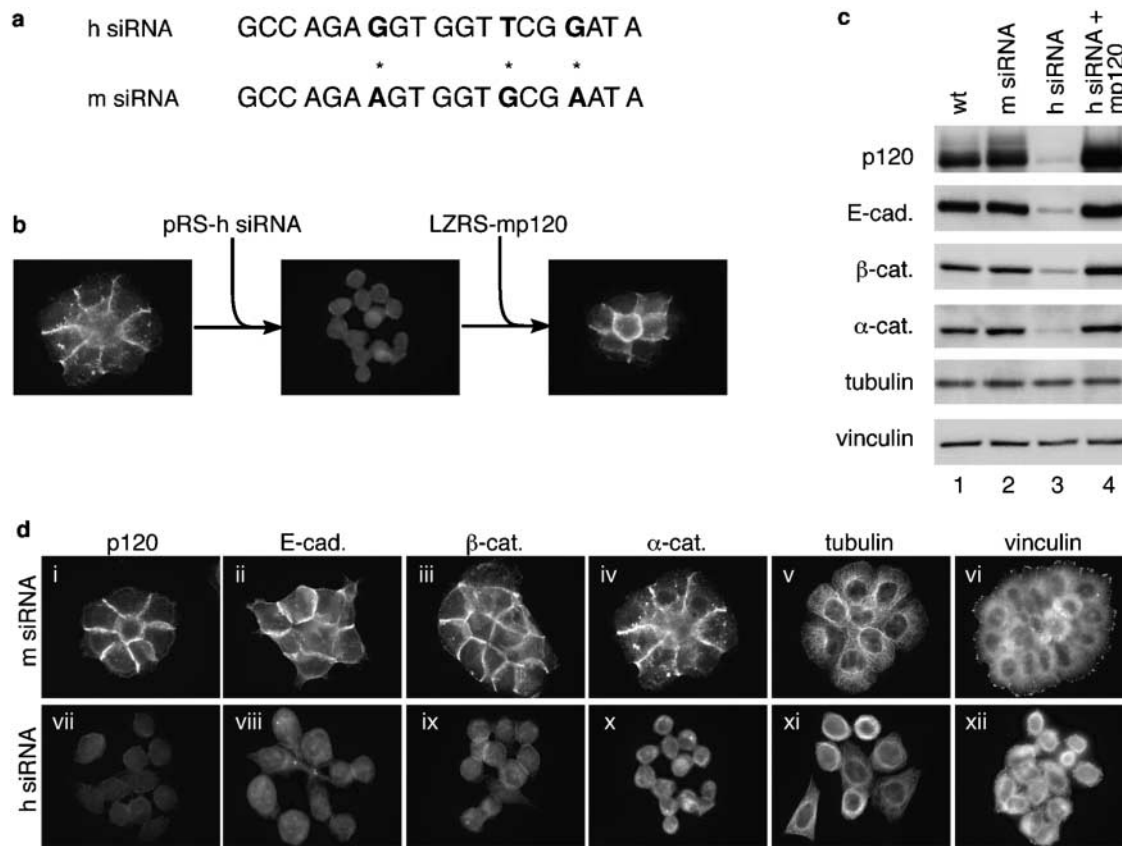 a
h siRNA GCC AGA GGT GGT TCG GATA
* * *
m siRNA GCC AGA AGT GGT GCG AATA
b
pRS-h siRNA LZRS-mp120
c
wt
m siRNA
h siRNA
h siRNA +
mp120
p120
E-cad.
β-cat.
α-cat.
tubulin
vinculin
1 2 3 4
d
p120 E-cad. β-cat. α-cat. tubulin vinculin
m siRNA
i ii iii iv v vi
h siRNA
vii viii ix x xi xii